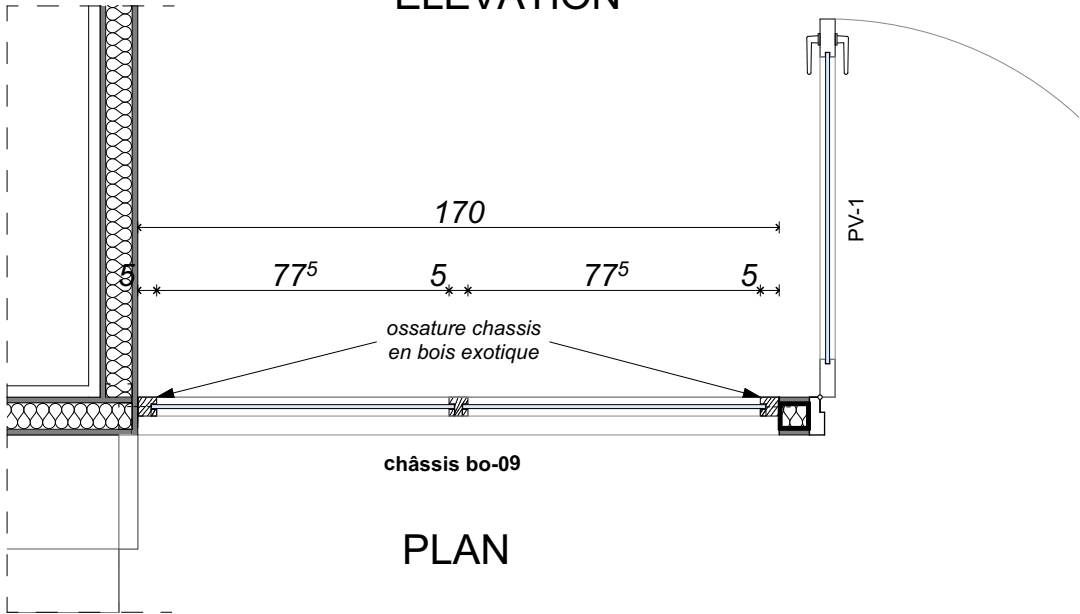 ELEVATION
PV-1
170
5 77⁵ 5 77⁵ 5
ossature chassis
en bois exotique
châssis bo-09
PLAN